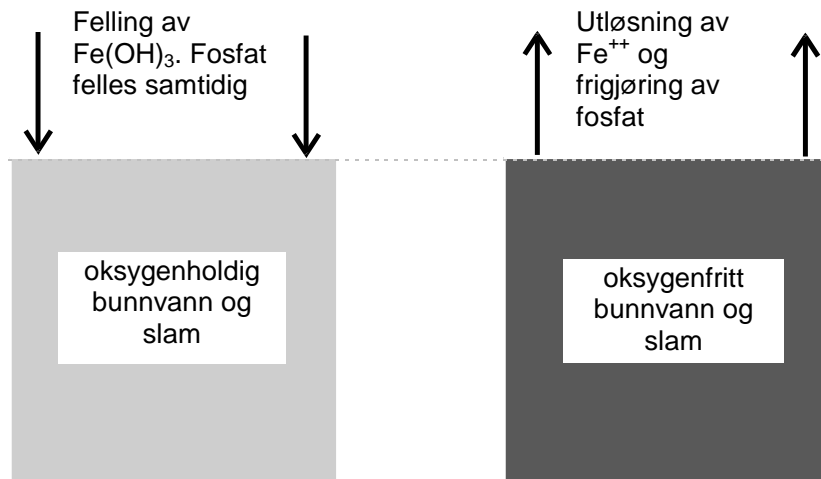 Felling av
Fe(OH)₃. Fosfat
felles samtidig
Utløsning av
Fe⁺⁺ og
frigjøring av
fosfat
oksygenholdig
bunnvann og
slam
oksygenfritt
bunnvann og
slam